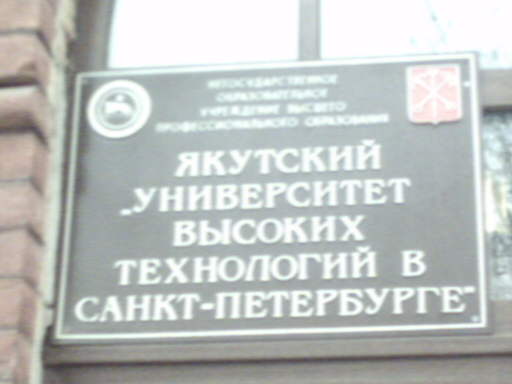 НЕГОСУДАРСТВЕННОЕ
ОБРАЗОВАТЕЛЬНОЕ
УЧРЕЖДЕНИЕ ВЫСШЕГО
ПРОФЕССИОНАЛЬНОГО ОБРАЗОВАНИЯ
ЯКУТСКИЙ
„УНИВЕРСИТЕТ
ВЫСОКИХ
ТЕХНОЛОГИЙ В
САНКТ-ПЕТЕРБУРГЕ"